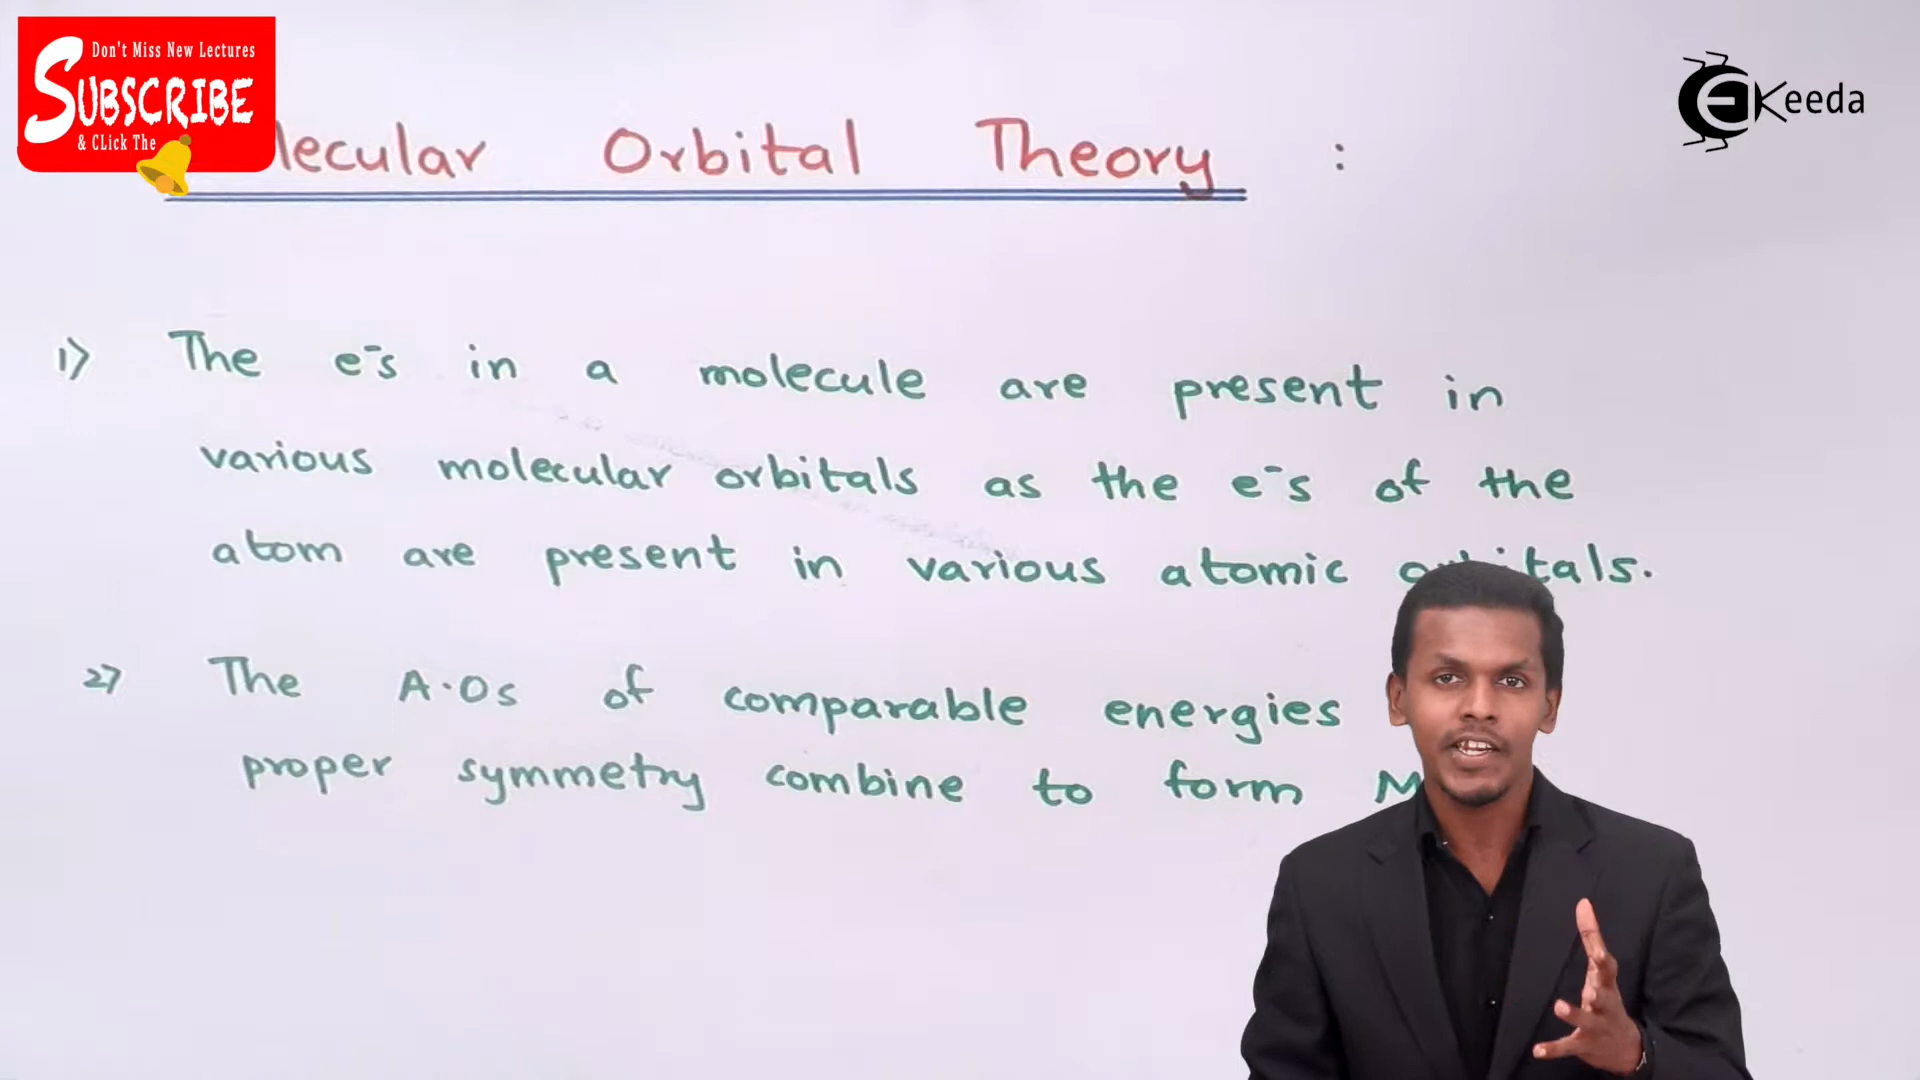 Don't Miss New Lectures
SUBSCRIBE
& CLick The
Keeda
lecular Orbital Theory :
1) The e⁻s in a molecule are present in
various molecular orbitals as the e⁻s of the
atom are present in various atomic tals.
2) The A.Os of comparable energies
proper symmetry combine to form M